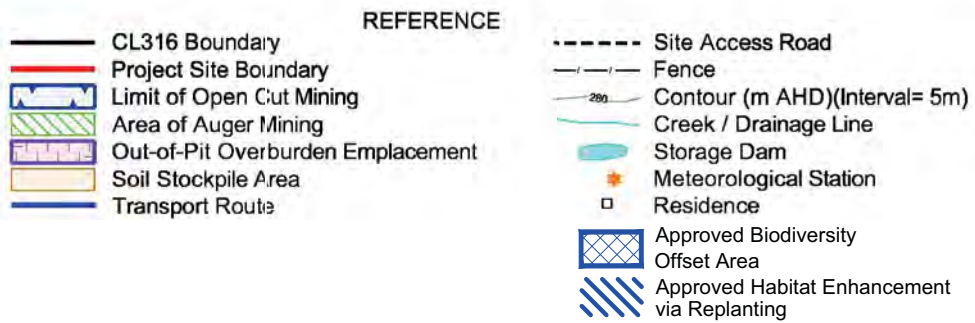 REFERENCE
CL316 Boundary
Project Site Boundary
Limit of Open Cut Mining
Area of Auger Mining
Out-of-Pit Overburden Emplacement
Soil Stockpile Area
Transport Route
Site Access Road
Fence
280 Contour (m AHD)(Interval= 5m)
Creek / Drainage Line
Storage Dam
Meteorological Station
Residence
Approved Biodiversity
Offset Area
Approved Habitat Enhancement
via Replanting